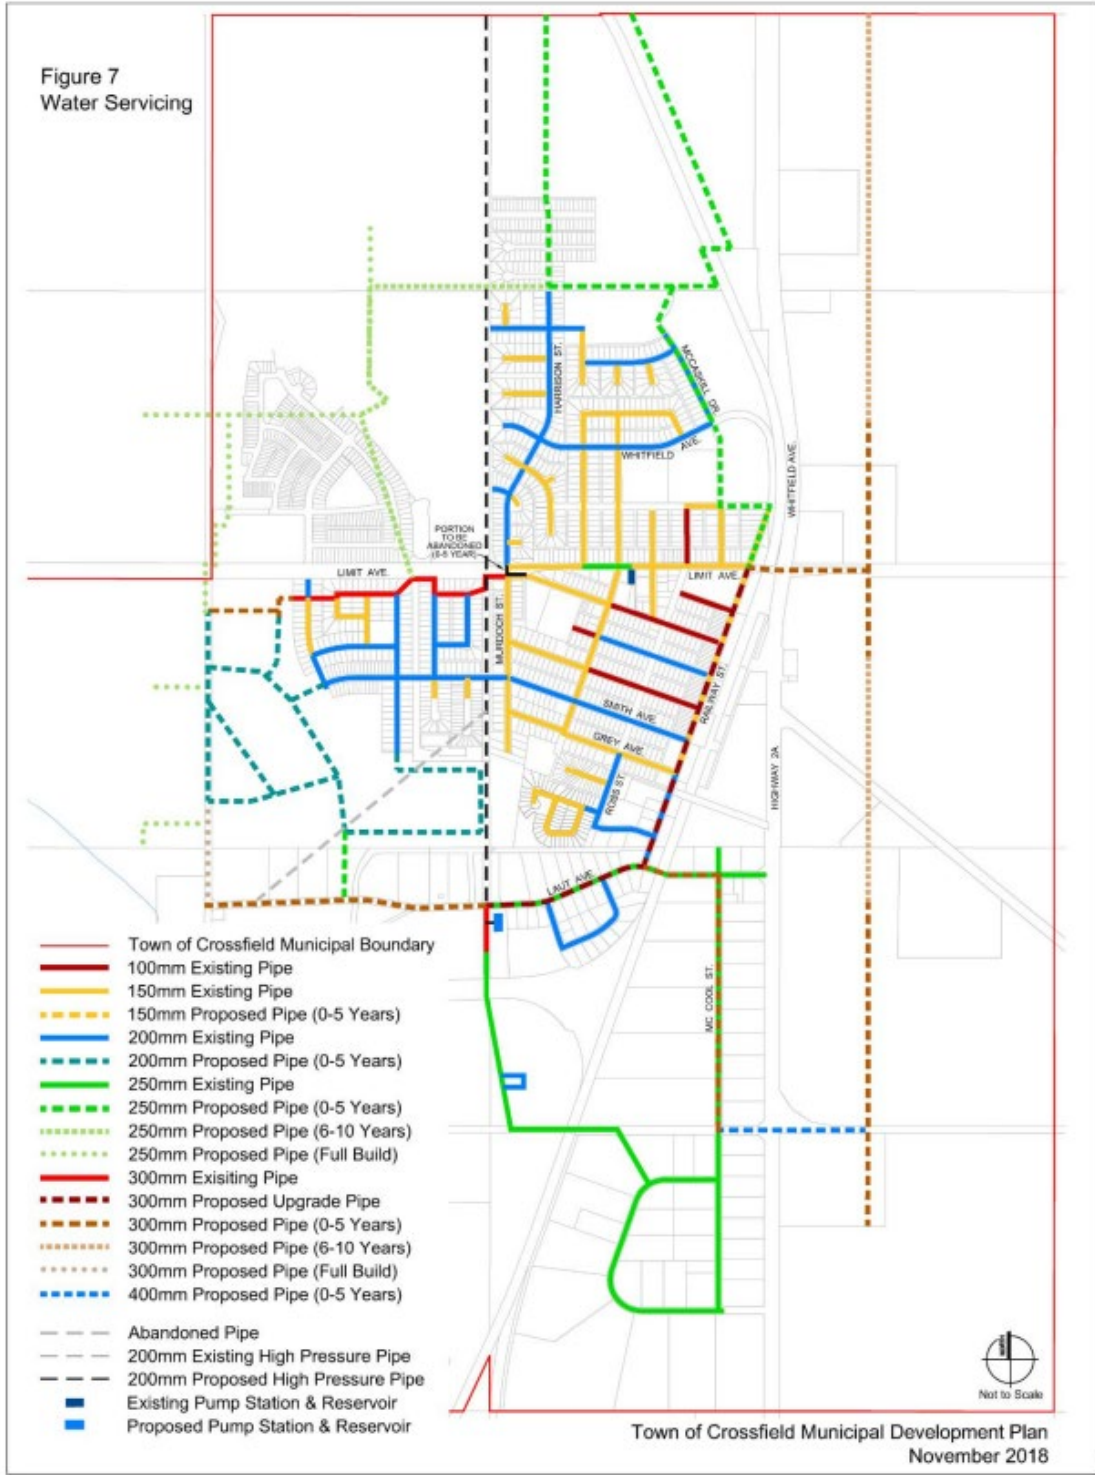 Figure 7
Water Servicing
HARRISON ST.
MCCASKILL DR.
WHITFIELD AVE.
WHITFIELD AVE.
PORTION
TO BE
ABANDONED
(0-5 YEAR)
LIMIT AVE.
LIMIT AVE.
MURDOCH ST.
RAILWAY ST.
SMITH AVE.
GREY AVE.
ROSS ST.
HIGHWAY 2A
LAUT AVE.
MC COOL ST.
Town of Crossfield Municipal Boundary
100mm Existing Pipe
150mm Existing Pipe
150mm Proposed Pipe (0-5 Years)
200mm Existing Pipe
200mm Proposed Pipe (0-5 Years)
250mm Existing Pipe
250mm Proposed Pipe (0-5 Years)
250mm Proposed Pipe (6-10 Years)
250mm Proposed Pipe (Full Build)
300mm Exisiting Pipe
300mm Proposed Upgrade Pipe
300mm Proposed Pipe (0-5 Years)
300mm Proposed Pipe (6-10 Years)
300mm Proposed Pipe (Full Build)
400mm Proposed Pipe (0-5 Years)
Abandoned Pipe
200mm Existing High Pressure Pipe
200mm Proposed High Pressure Pipe
Existing Pump Station & Reservoir
Proposed Pump Station & Reservoir
Not to Scale
Town of Crossfield Municipal Development Plan
November 2018